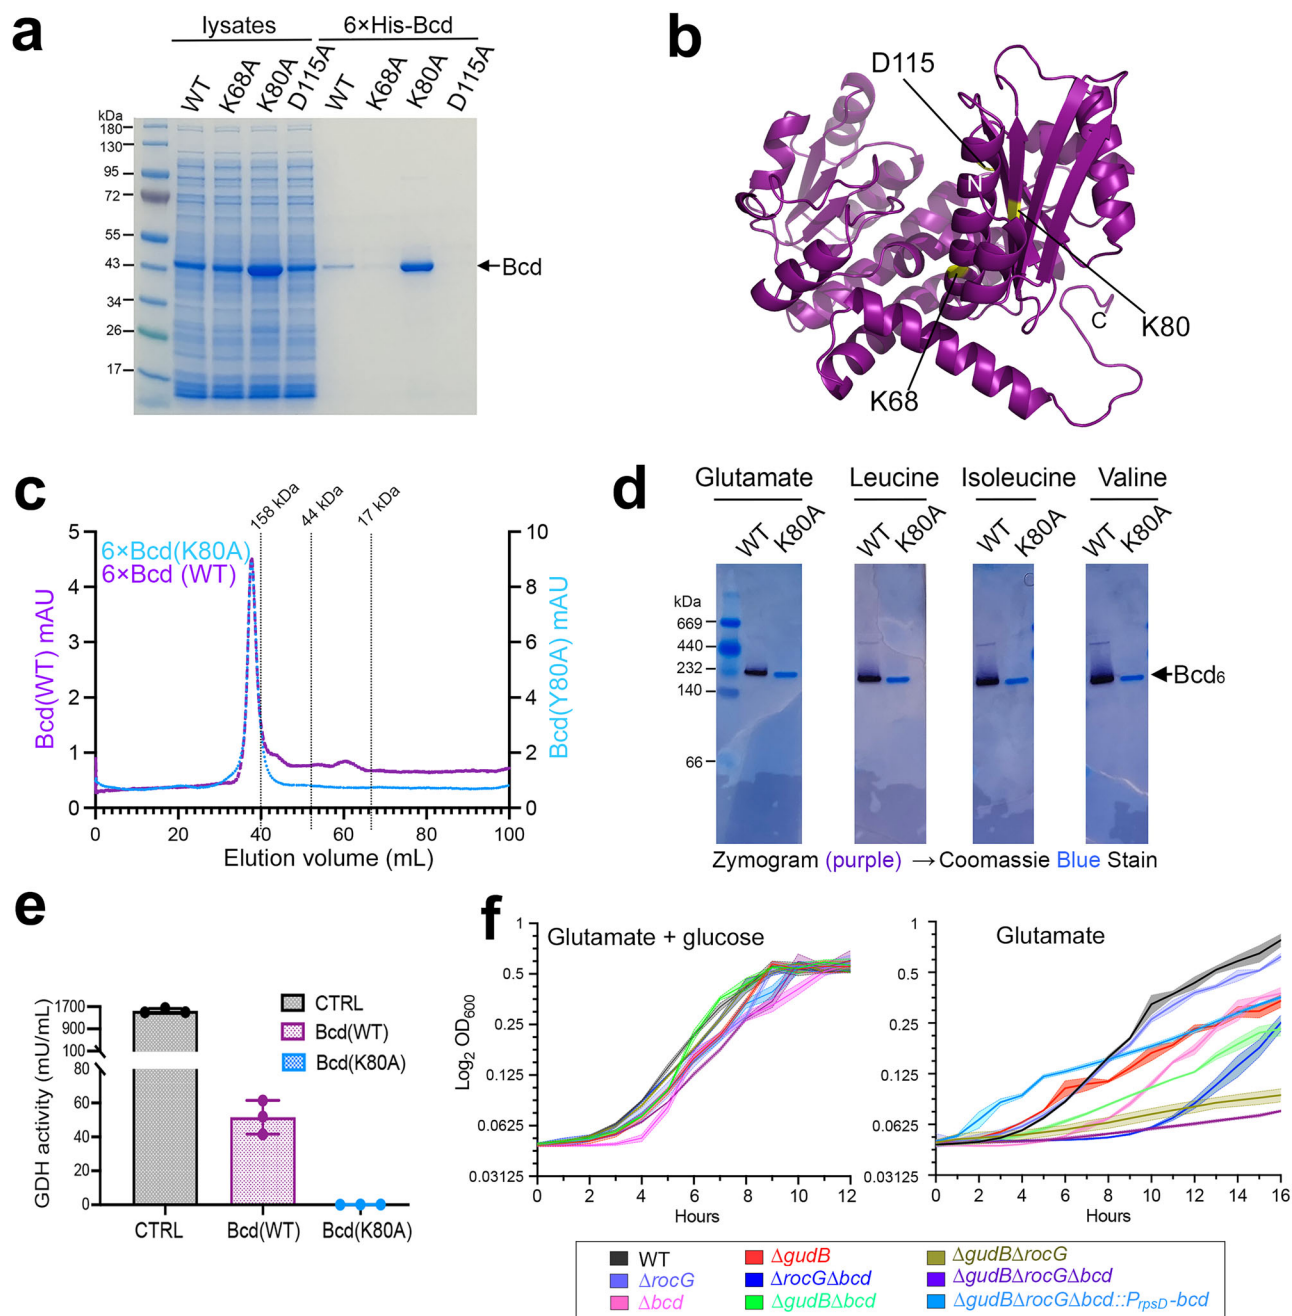 a
lysates 6×His-Bcd
WT K68A K80A D115A WT K68A K80A D115A
kDa
180
130
95
72
55
43
34
26
17
Bcd
b
D115
N
K80
C
K68
c
158 kDa 44 kDa 17 kDa
6×Bcd(K80A)
6×Bcd (WT)
Bcd(WT) mAU
5
4
3
2
1
0
Bcd(Y80A) mAU
10
8
6
4
2
0
0 20 40 60 80 100
Elution volume (mL)
d
Glutamate Leucine Isoleucine Valine
WT K80A WT K80A WT K80A WT K80A
kDa
669
440
232
140
66
Bcd6
Zymogram (purple) → Coomassie Blue Stain
e
GDH activity (mU/mL)
1700
900
100
80
60
40
20
0
CTRL
Bcd(WT)
Bcd(K80A)
CTRL Bcd(WT) Bcd(K80A)
f
Glutamate + glucose
Log2 OD600
1
0.5
0.25
0.125
0.0625
0.03125
0 2 4 6 8 10 12
Hours
Glutamate
1
0.5
0.25
0.125
0.0625
0.03125
0 2 4 6 8 10 12 14 16
Hours
WT
ΔrocG
Δbcd
ΔgudB
ΔrocGΔbcd
ΔgudBΔbcd
ΔgudBΔrocG
ΔgudBΔrocGΔbcd
ΔgudBΔrocGΔbcd::PrpsD-bcd